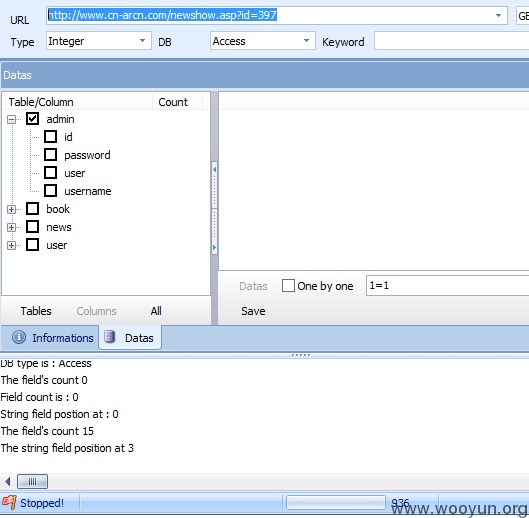 URL http://www.cn-arcn.com/newshow.asp?id=397 GE
Type Integer DB Access Keyword
Datas
Table/Column Count
admin
id
password
user
username
book
news
user
Datas One by one 1=1
Tables Columns All Save
Informations Datas
DB type is : Access
The field's count 0
Field count is : 0
String field postion at : 0
The field's count 15
The string field position at 3
Stopped! 936
www.wooyun.org